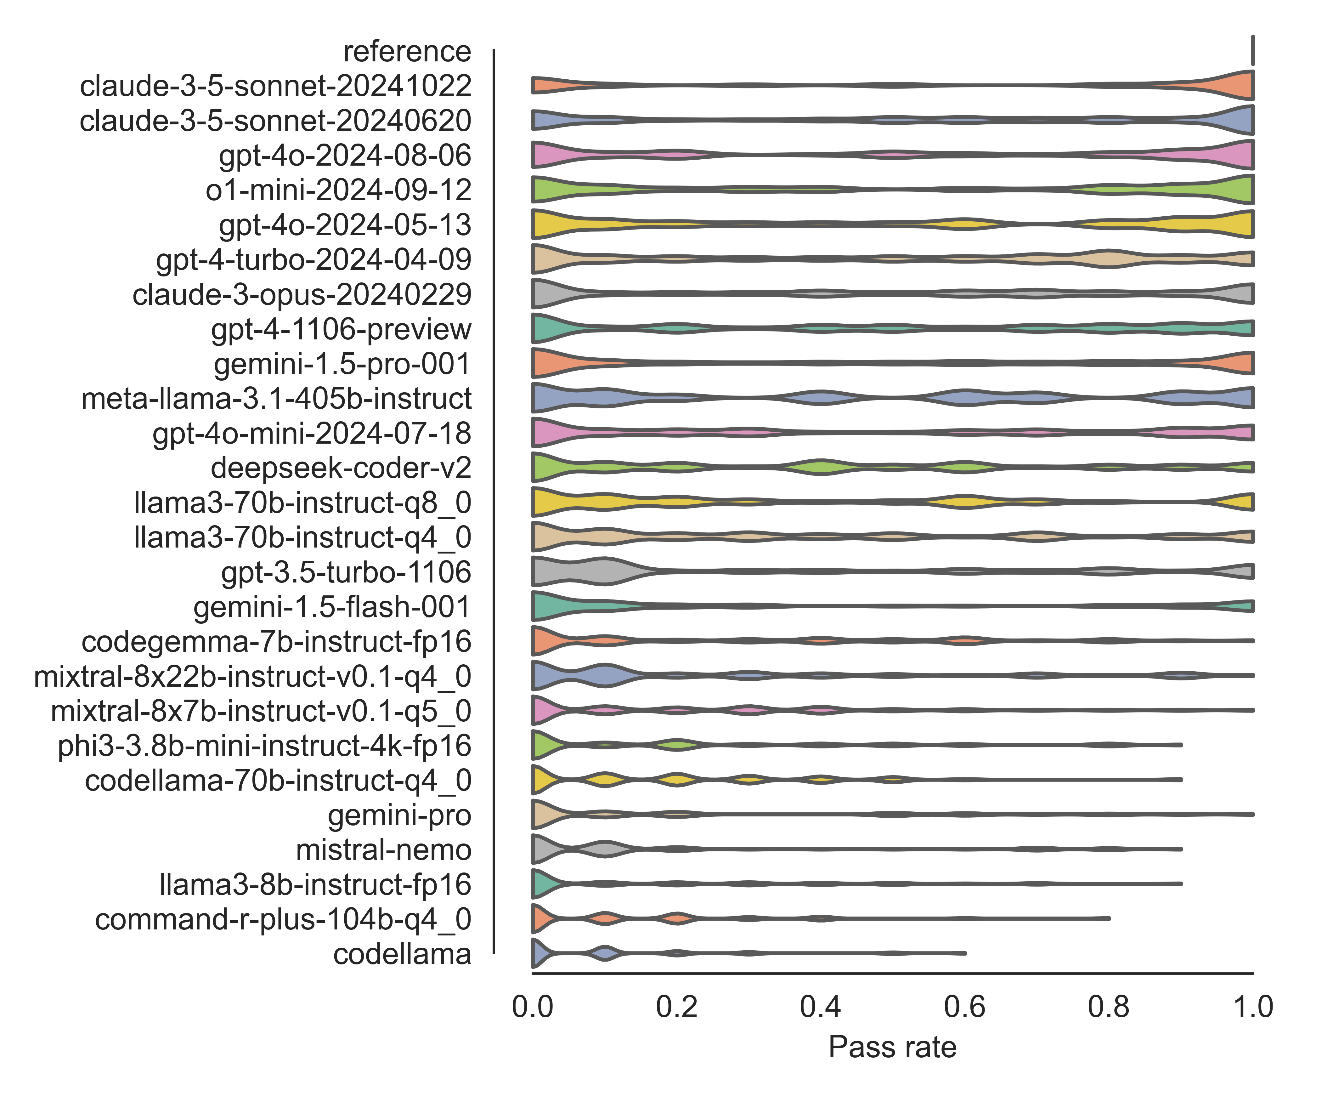 reference
claude-3-5-sonnet-20241022
claude-3-5-sonnet-20240620
gpt-4o-2024-08-06
o1-mini-2024-09-12
gpt-4o-2024-05-13
gpt-4-turbo-2024-04-09
claude-3-opus-20240229
gpt-4-1106-preview
gemini-1.5-pro-001
meta-llama-3.1-405b-instruct
gpt-4o-mini-2024-07-18
deepseek-coder-v2
llama3-70b-instruct-q8_0
llama3-70b-instruct-q4_0
gpt-3.5-turbo-1106
gemini-1.5-flash-001
codegemma-7b-instruct-fp16
mixtral-8x22b-instruct-v0.1-q4_0
mixtral-8x7b-instruct-v0.1-q5_0
phi3-3.8b-mini-instruct-4k-fp16
codellama-70b-instruct-q4_0
gemini-pro
mistral-nemo
llama3-8b-instruct-fp16
command-r-plus-104b-q4_0
codellama
0.0 0.2 0.4 0.6 0.8 1.0
Pass rate